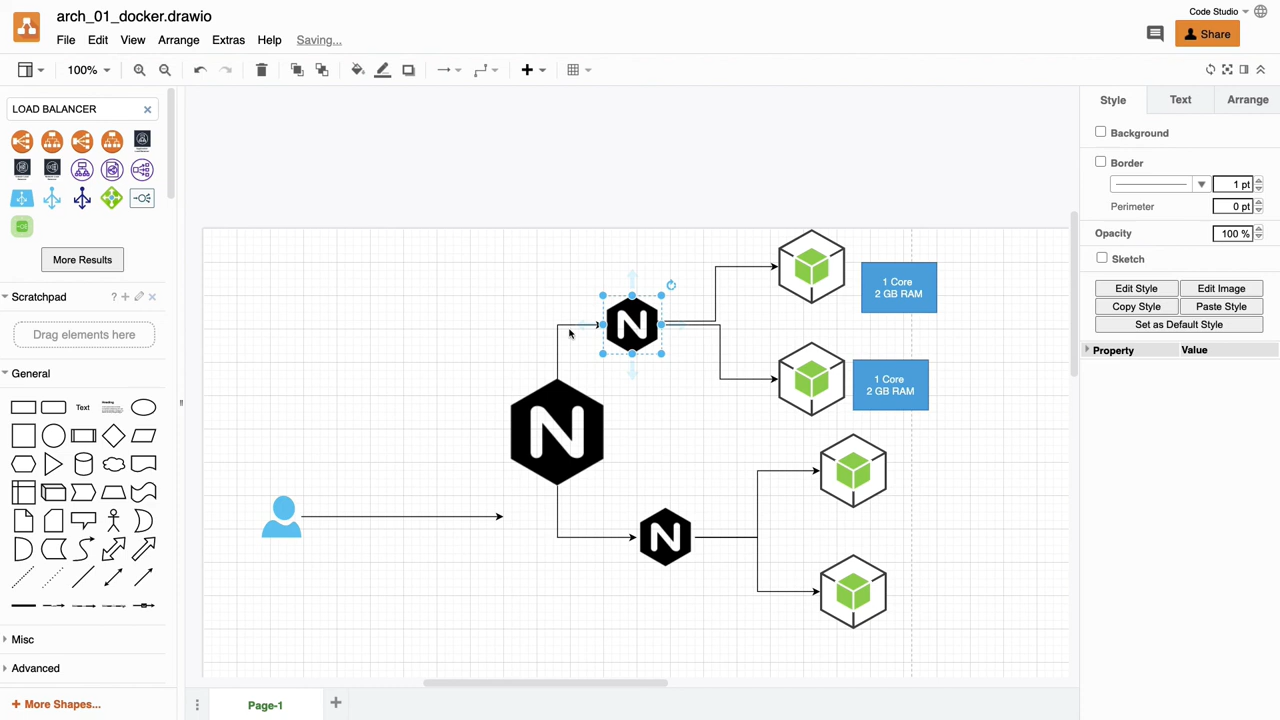 arch_01_docker.drawio
Code Studio
File Edit View Arrange Extras Help Saving...
Share
100%
LOAD BALANCER
More Results
Scratchpad
Drag elements here
General
Text
Heading
Misc
Advanced
+ More Shapes...
N
N
N
1 Core
2 GB RAM
1 Core
2 GB RAM
Page-1
Style Text Arrange
Background
Border
1 pt
Perimeter
0 pt
Opacity
100 %
Sketch
Edit Style Edit Image
Copy Style Paste Style
Set as Default Style
Property Value